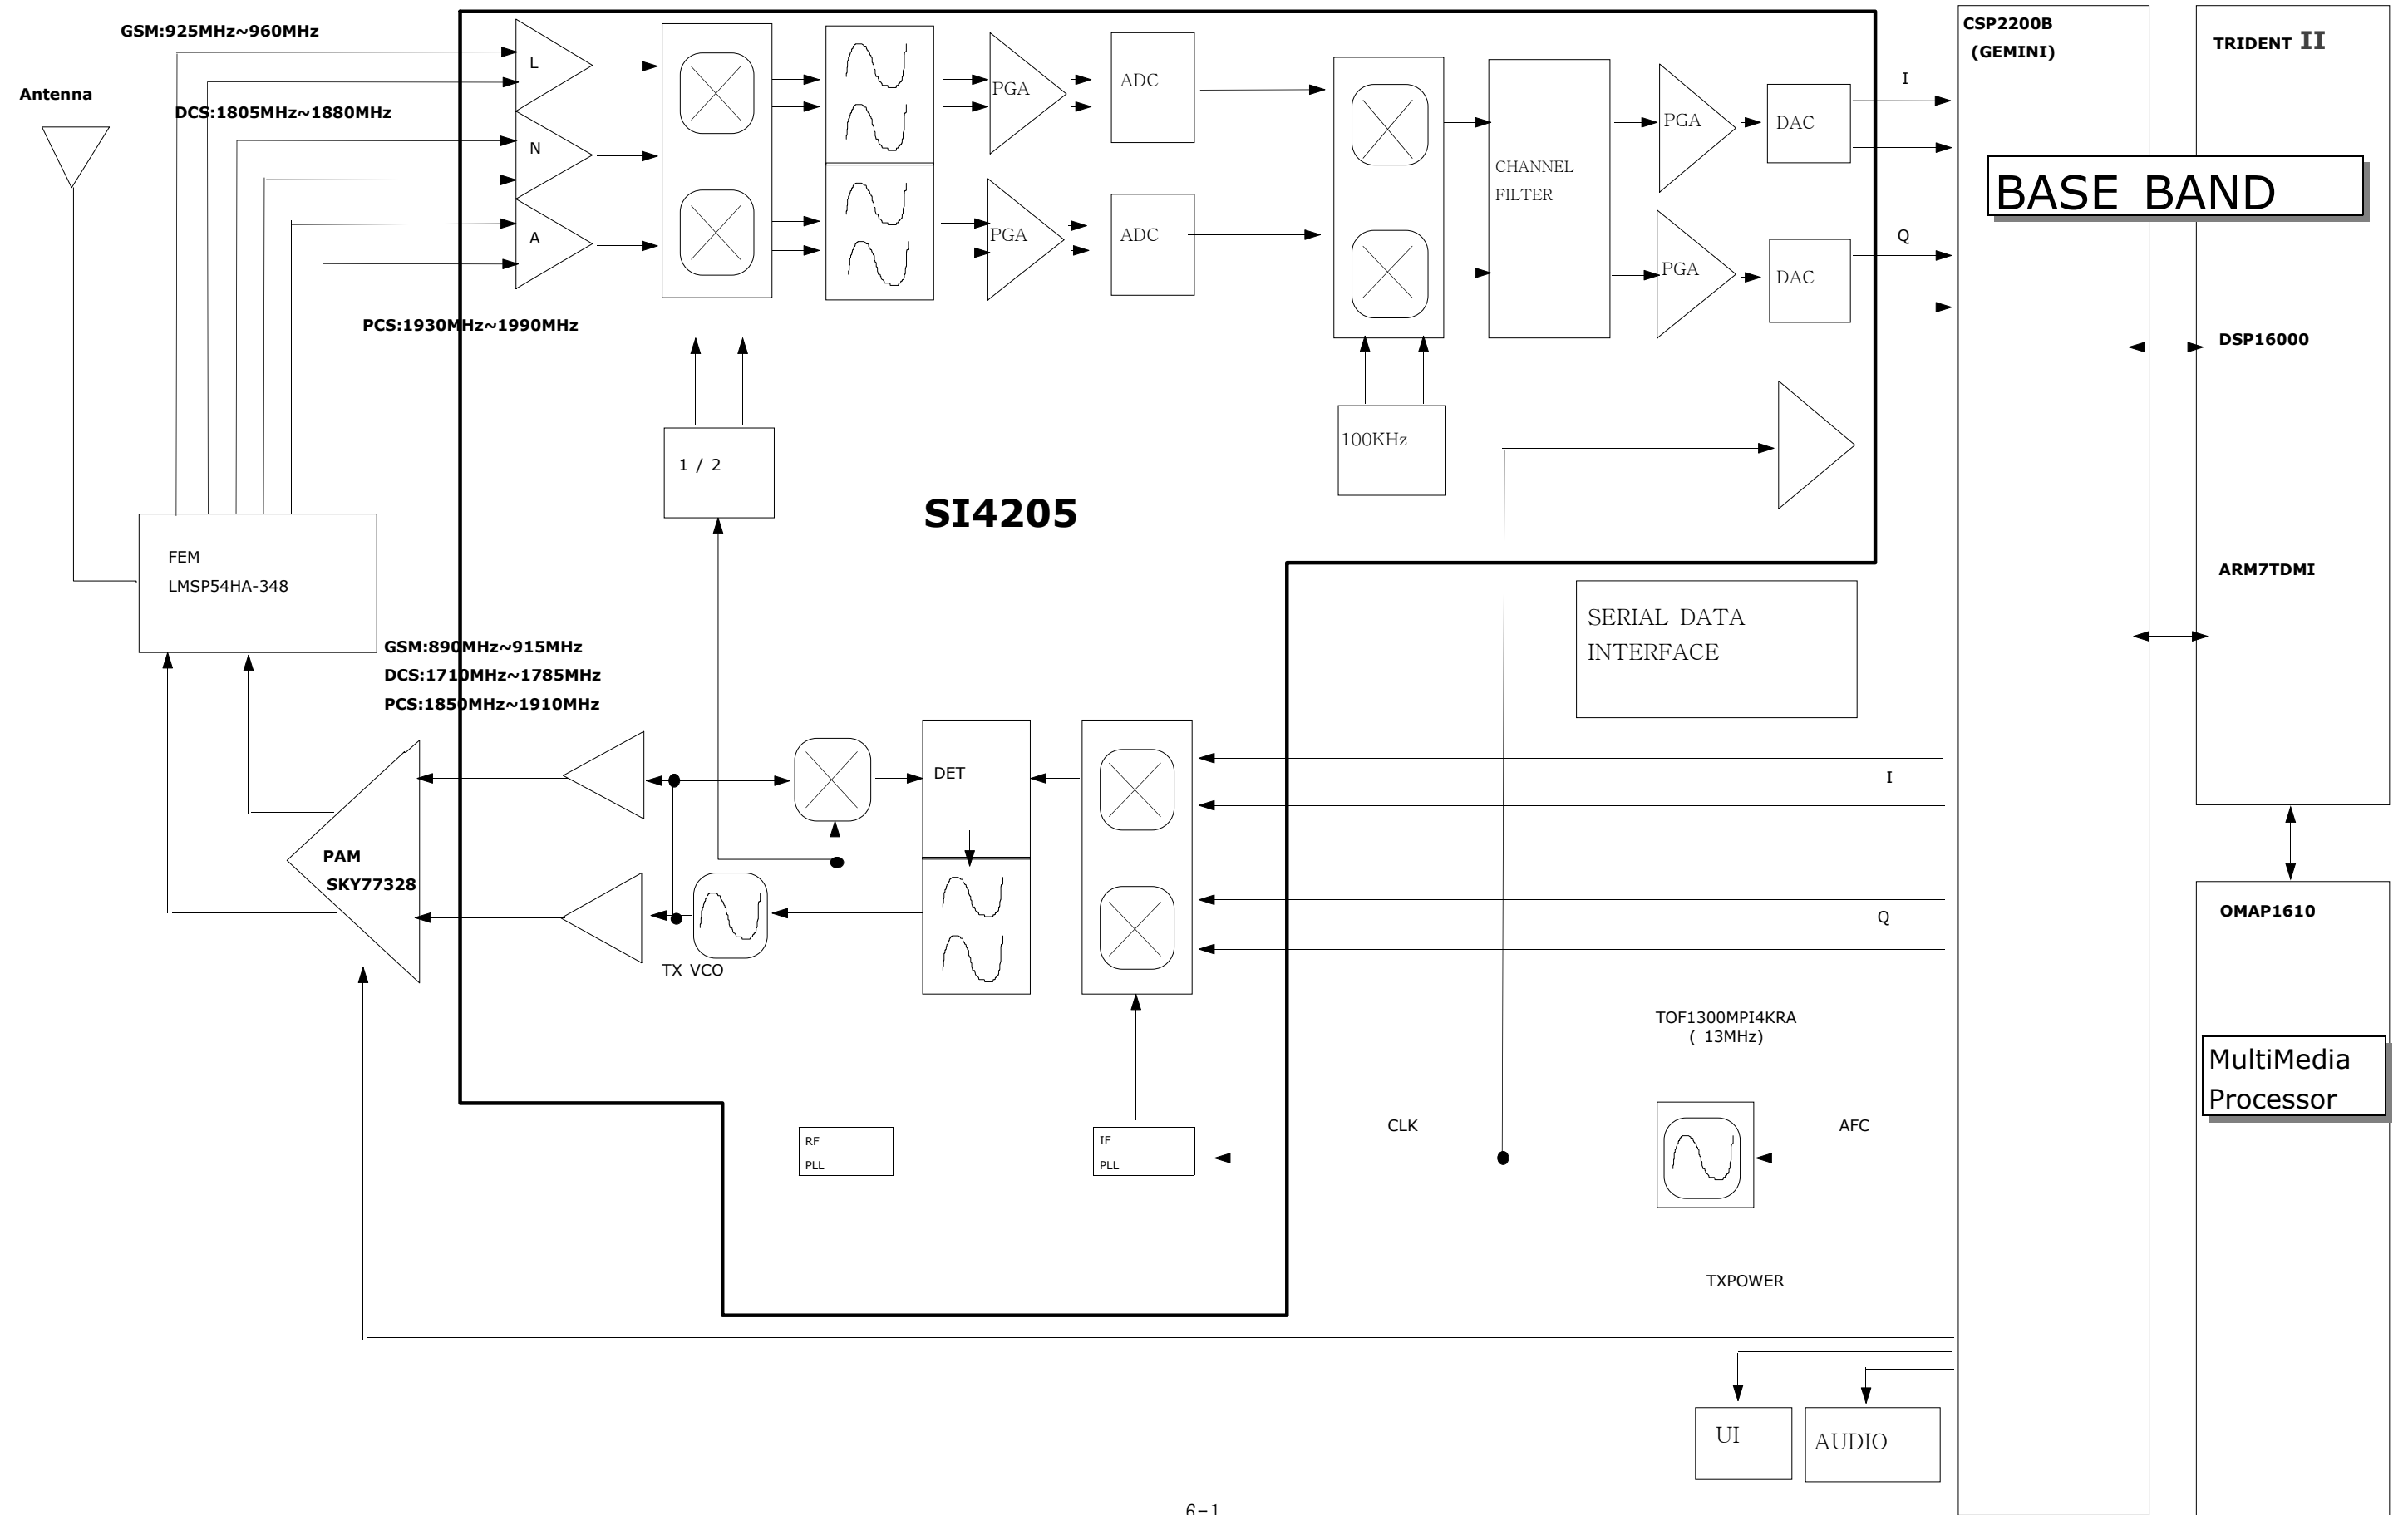 GSM:925MHz~960MHz
Antenna
DCS:1805MHz~1880MHz
PCS:1930MHz~1990MHz
L
N
A
PGA
ADC
PGA
ADC
CHANNEL
FILTER
PGA
DAC
PGA
DAC
I
Q
CSP2200B
(GEMINI)
TRIDENT II
BASE BAND
DSP16000
ARM7TDMI
1 / 2
100KHz
SI4205
FEM
LMSP54HA-348
SERIAL DATA
INTERFACE
GSM:890MHz~915MHz
DCS:1710MHz~1785MHz
PCS:1850MHz~1910MHz
DET
I
PAM
SKY77328
Q
OMAP1610
TX VCO
TOF1300MPI4KRA
( 13MHz)
MultiMedia
Processor
RF
PLL
IF
PLL
CLK
AFC
TXPOWER
UI
AUDIO
6-1